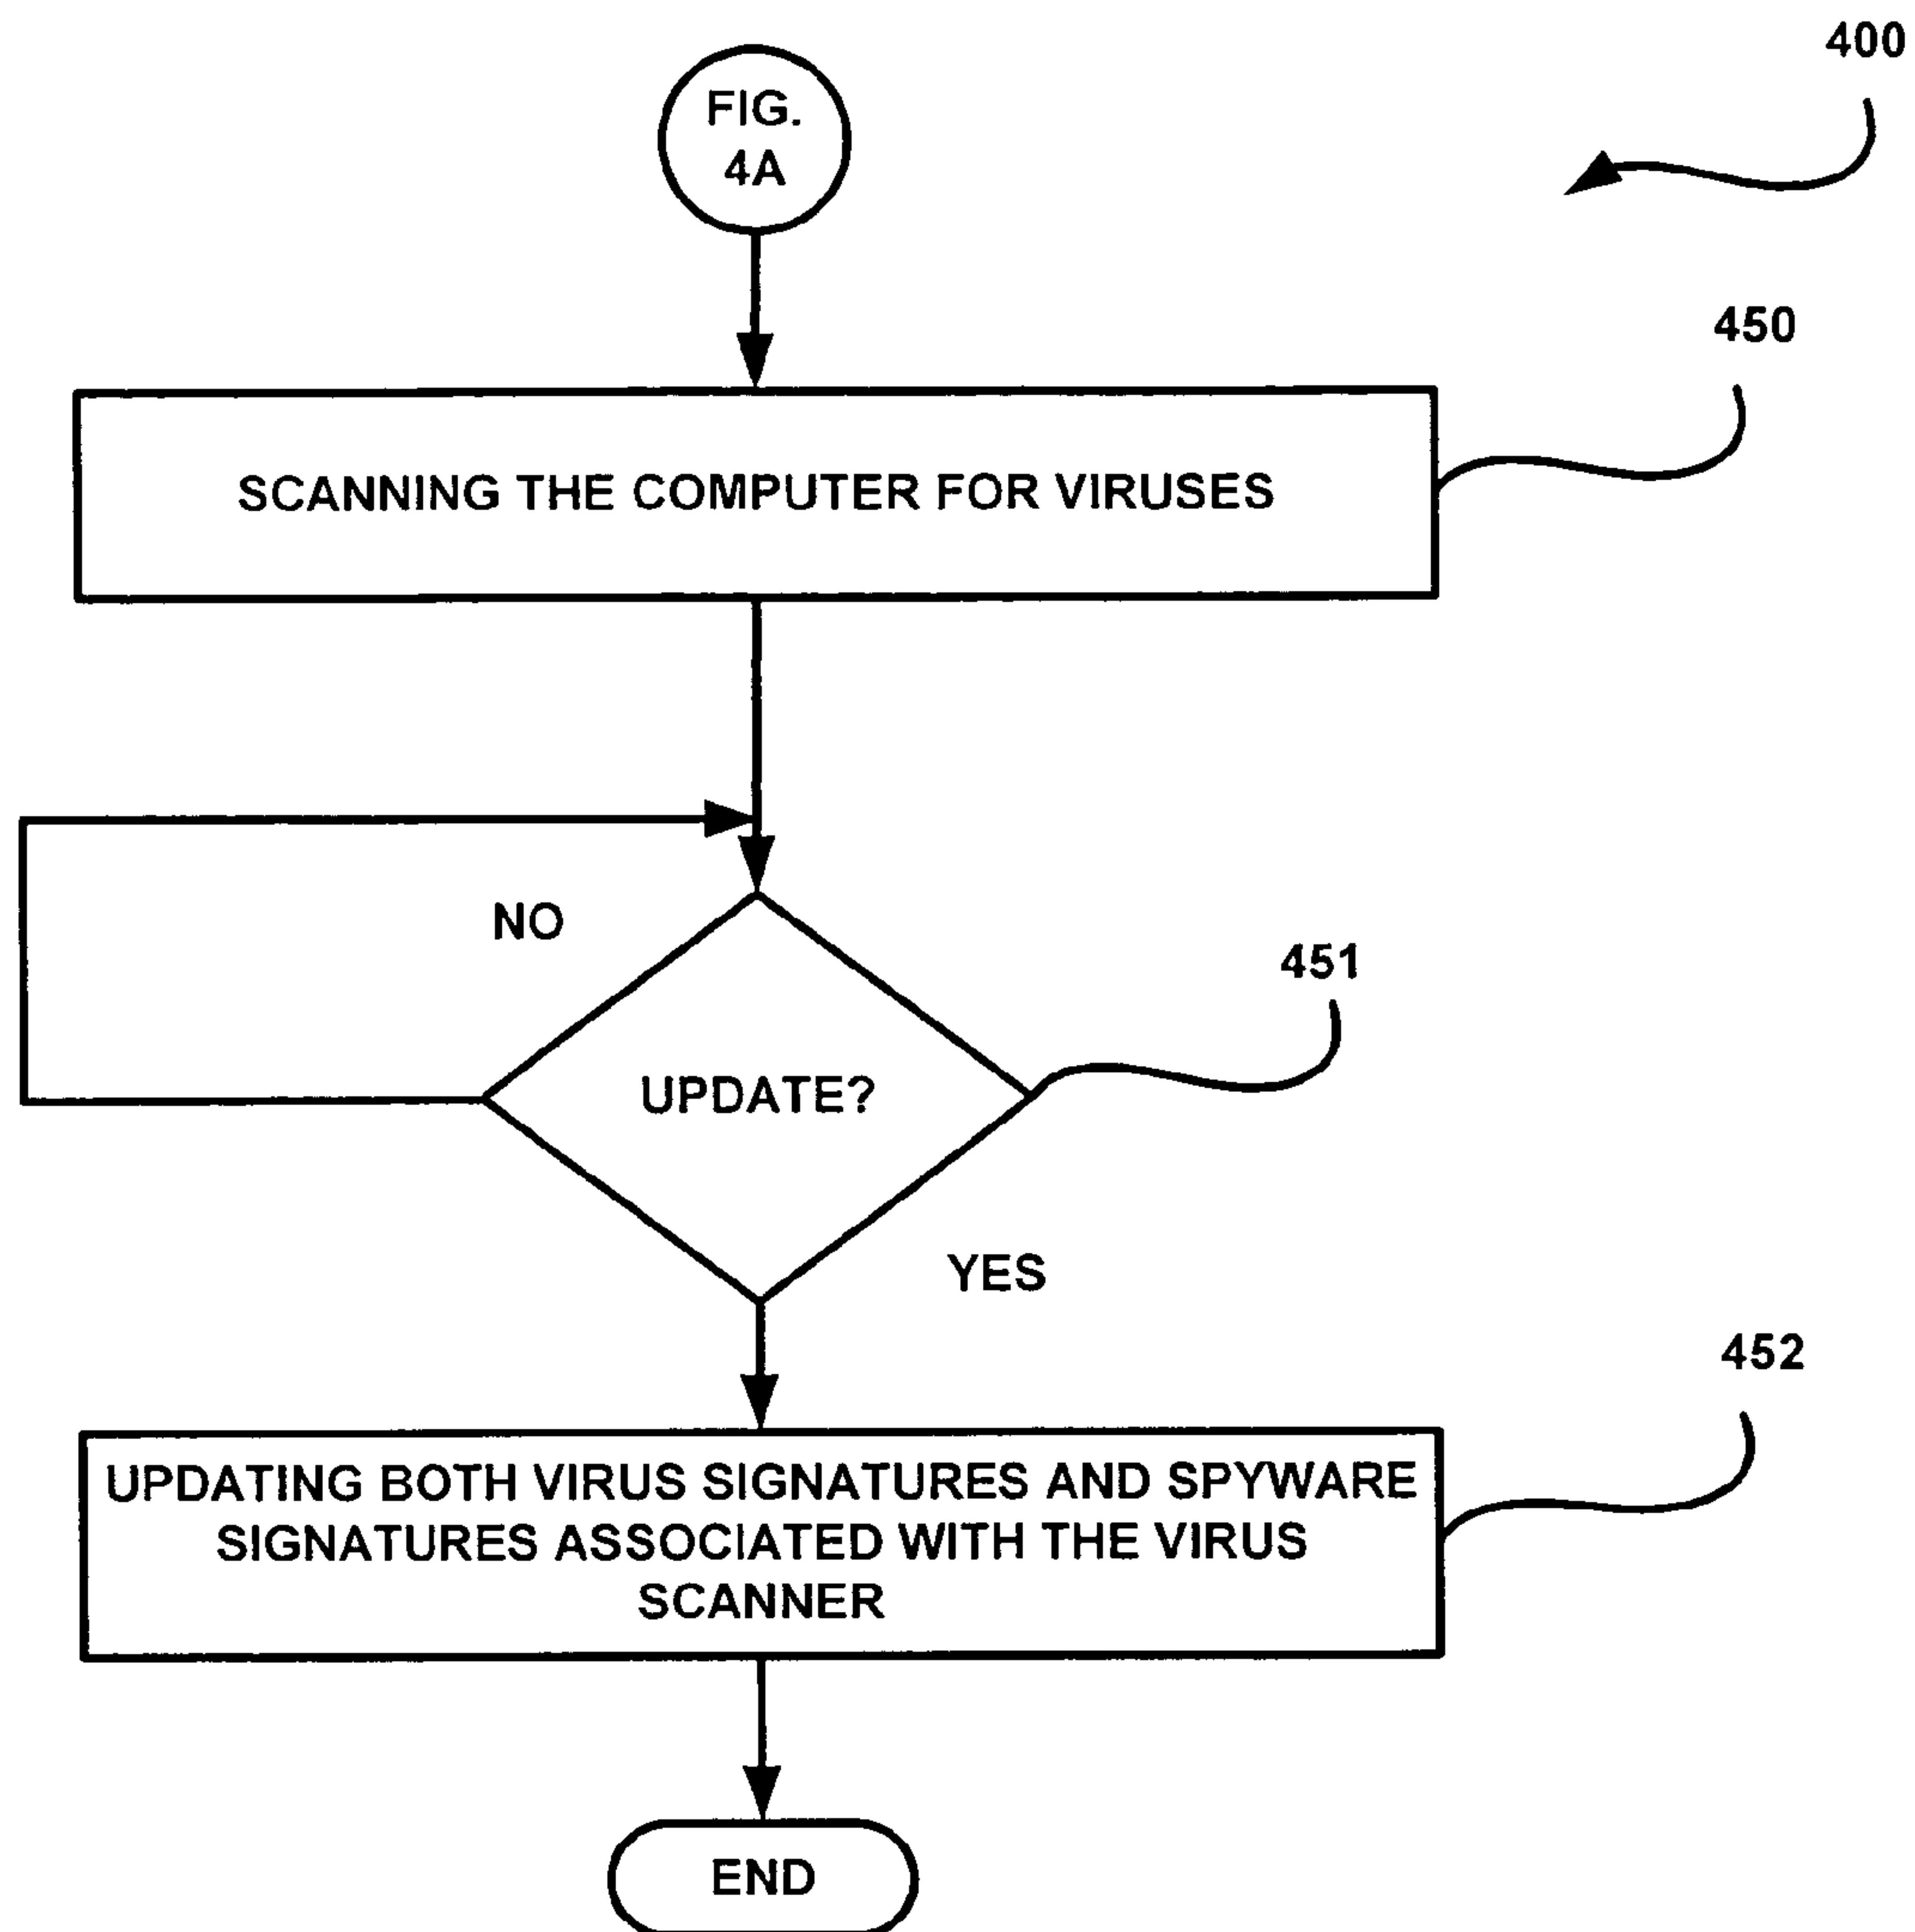 400
FIG.
4A
450
SCANNING THE COMPUTER FOR VIRUSES
NO
451
UPDATE?
YES
452
UPDATING BOTH VIRUS SIGNATURES AND SPYWARE
SIGNATURES ASSOCIATED WITH THE VIRUS
SCANNER
END